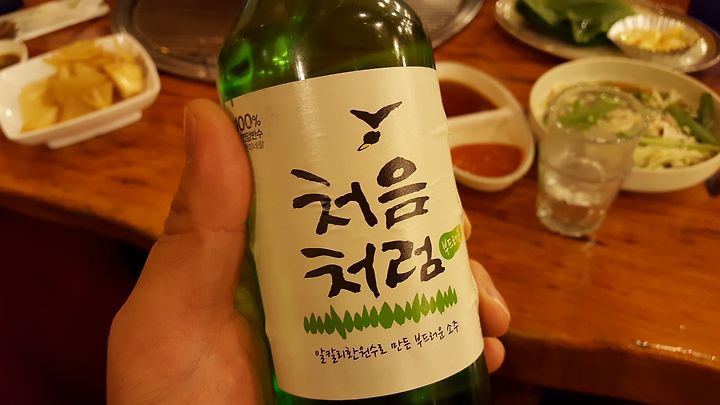 100%
처음
처럼
부드러운
알칼리환원수로 만든 부드러운 소주